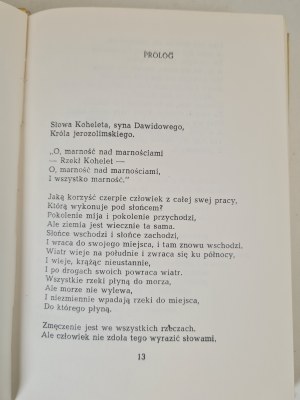 PROLOG
Słowa Koheleta, syna Dawidowego,
Króla jerozolimskiego.
„O, marność nad marnościami
— Rzekł Kohelet —
O, marność nad marnościami,
I wszystko marność."
Jaką korzyść czerpie człowiek z całej swej pracy,
Którą wykonuje pod słońcem?
Pokolenie mija i pokolenie przychodzi,
Ale ziemia jest wiecznie ta sama.
Słońce wschodzi i słońce zachodzi,
I wraca do swojego miejsca, i tam znowu wschodzi.
Wiatr wieje na południe i zwraca się ku północy,
I wieje, krążąc nieustannie,
I po drogach swoich powraca wiatr.
Wszystkie rzeki płyną do morza,
Ale morze nie wylewa,
I niezmiennie wpadają rzeki do miejsca,
Do którego płyną.
Zmęczenie jest we wszystkich rzeczach.
Ale człowiek nie zdoła tego wyrazić słowami.
13